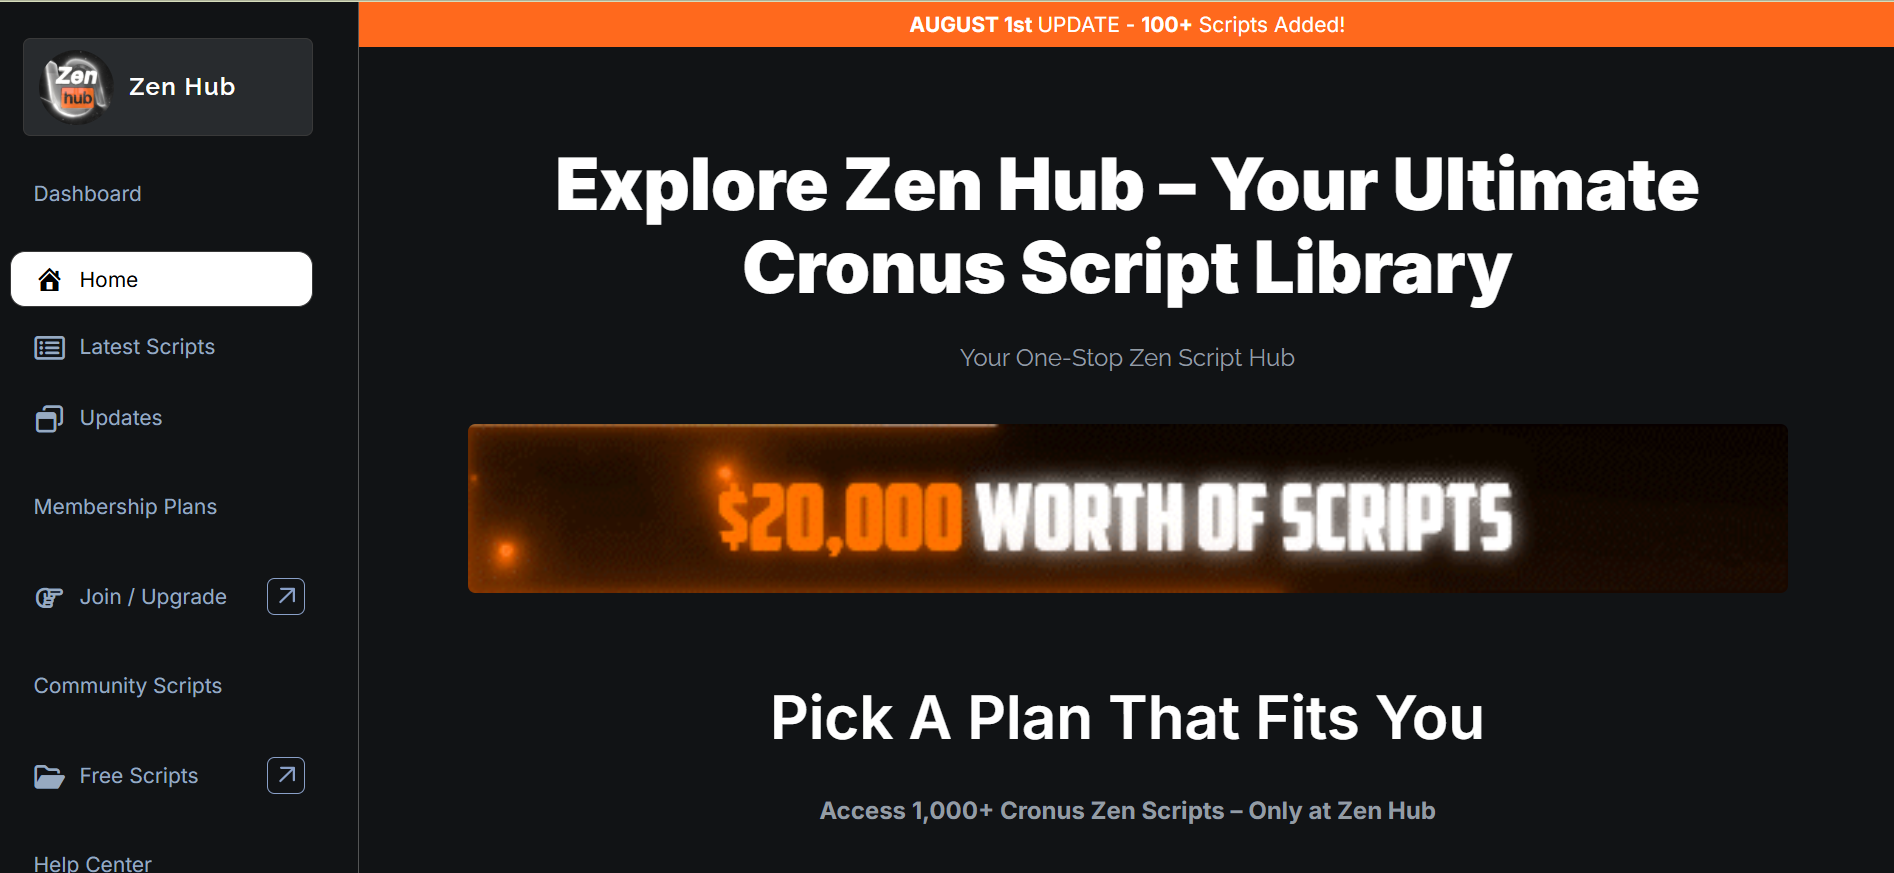 AUGUST 1st UPDATE - 100+ Scripts Added!
Zen
hub
Zen Hub
Dashboard
Home
Latest Scripts
Updates
Membership Plans
Join / Upgrade
Community Scripts
Free Scripts
Help Center
Explore Zen Hub – Your Ultimate
Cronus Script Library
Your One-Stop Zen Script Hub
$20,000 WORTH OF SCRIPTS
Pick A Plan That Fits You
Access 1,000+ Cronus Zen Scripts – Only at Zen Hub